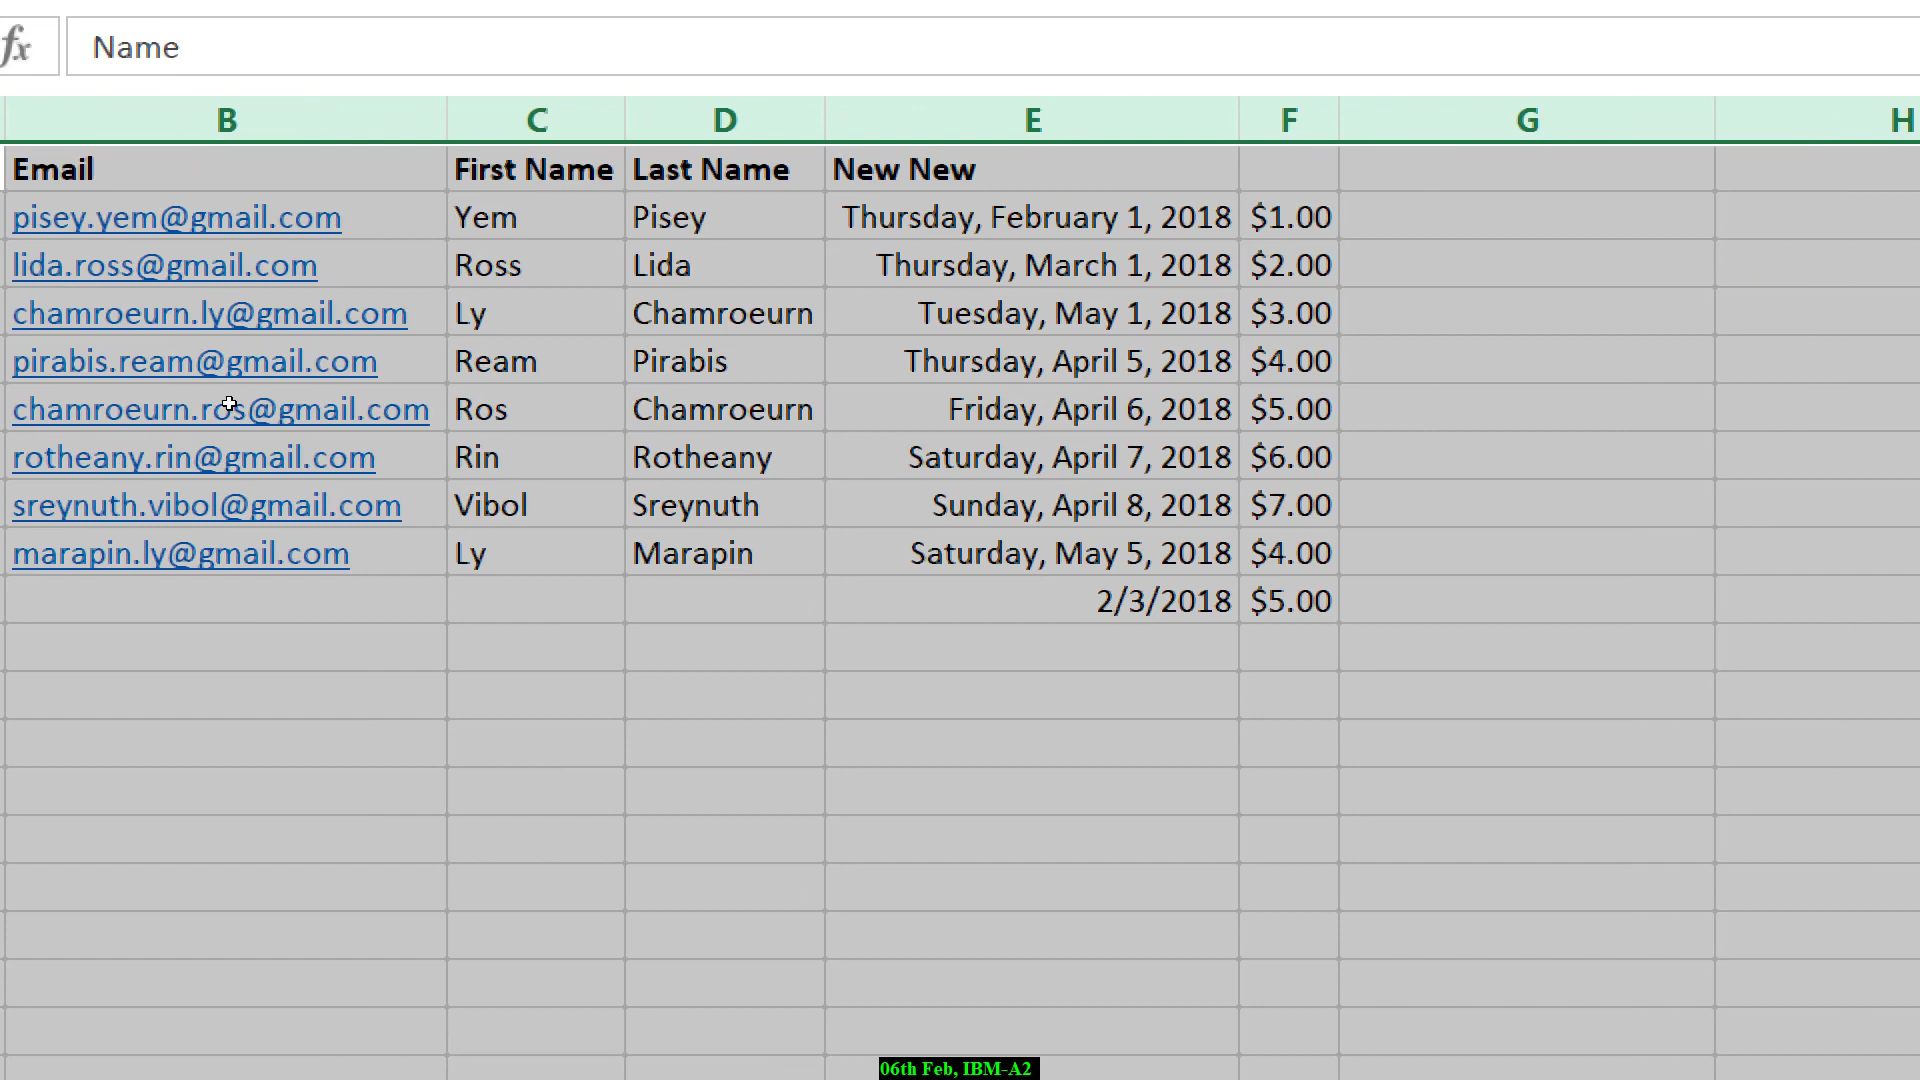 fx Name
B C D E F G H
Email First Name Last Name New New
pisey.yem@gmail.com Yem Pisey Thursday, February 1, 2018 $1.00
lida.ross@gmail.com Ross Lida Thursday, March 1, 2018 $2.00
chamroeurn.ly@gmail.com Ly Chamroeurn Tuesday, May 1, 2018 $3.00
pirabis.ream@gmail.com Ream Pirabis Thursday, April 5, 2018 $4.00
chamroeurn.ros@gmail.com Ros Chamroeurn Friday, April 6, 2018 $5.00
rotheany.rin@gmail.com Rin Rotheany Saturday, April 7, 2018 $6.00
sreynuth.vibol@gmail.com Vibol Sreynuth Sunday, April 8, 2018 $7.00
marapin.ly@gmail.com Ly Marapin Saturday, May 5, 2018 $4.00
2/3/2018 $5.00
06th Feb, IBM-A2